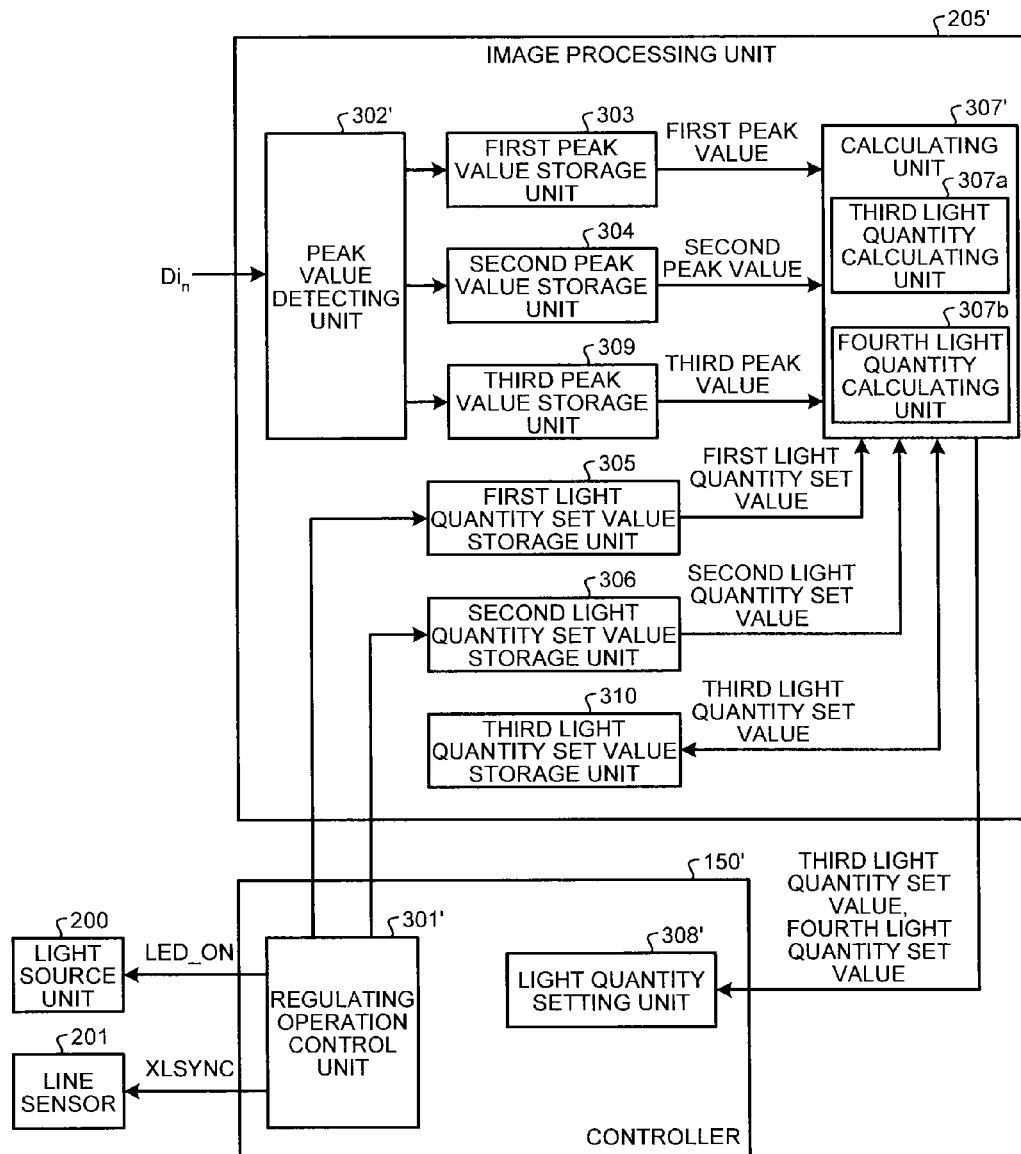 205'
IMAGE PROCESSING UNIT
302'
PEAK
VALUE
DETECTING
UNIT
Din
303
FIRST PEAK
VALUE STORAGE
UNIT
FIRST PEAK
VALUE
304
SECOND PEAK
VALUE STORAGE
UNIT
SECOND
PEAK VALUE
309
THIRD PEAK
VALUE STORAGE
UNIT
THIRD PEAK
VALUE
307'
CALCULATING
UNIT
307a
THIRD LIGHT
QUANTITY
CALCULATING
UNIT
307b
FOURTH LIGHT
QUANTITY
CALCULATING
UNIT
305
FIRST LIGHT
QUANTITY SET VALUE
STORAGE UNIT
FIRST LIGHT
QUANTITY SET
VALUE
306
SECOND LIGHT
QUANTITY SET VALUE
STORAGE UNIT
SECOND LIGHT
QUANTITY SET
VALUE
310
THIRD LIGHT
QUANTITY SET VALUE
STORAGE UNIT
THIRD LIGHT
QUANTITY SET
VALUE
150'
THIRD LIGHT
QUANTITY SET
VALUE,
FOURTH LIGHT
QUANTITY SET
VALUE
200
LIGHT
SOURCE
UNIT
LED_ON
301'
REGULATING
OPERATION
CONTROL
UNIT
308'
LIGHT QUANTITY
SETTING UNIT
201
LINE
SENSOR
XLSYNC
CONTROLLER